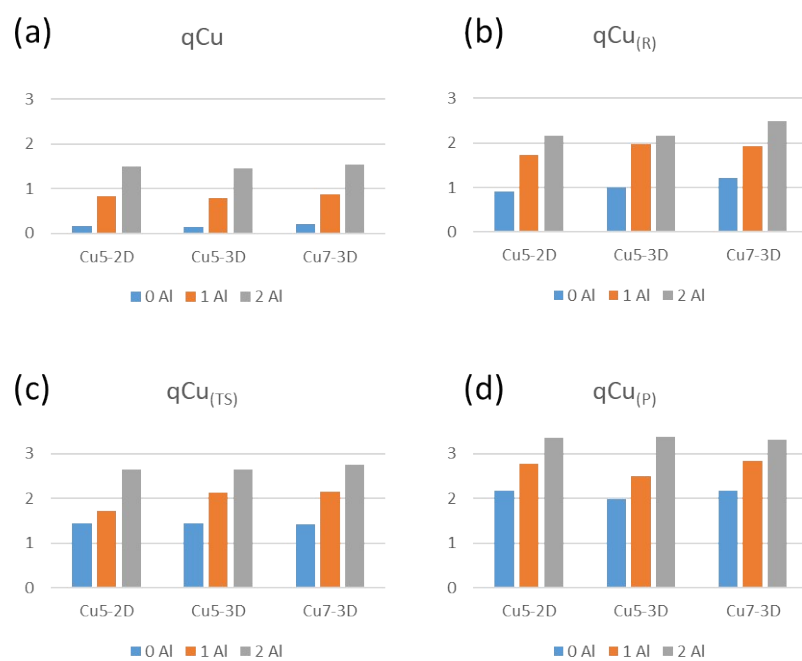 (a)
qCu
3
2
1
0
Cu5-2D Cu5-3D Cu7-3D
0 Al 1 Al 2 Al
(b)
qCu(R)
3
2
1
0
Cu5-2D Cu5-3D Cu7-3D
0 Al 1 Al 2 Al
(c)
qCu(TS)
3
2
1
0
Cu5-2D Cu5-3D Cu7-3D
0 Al 1 Al 2 Al
(d)
qCu(P)
3
2
1
0
Cu5-2D Cu5-3D Cu7-3D
0 Al 1 Al 2 Al